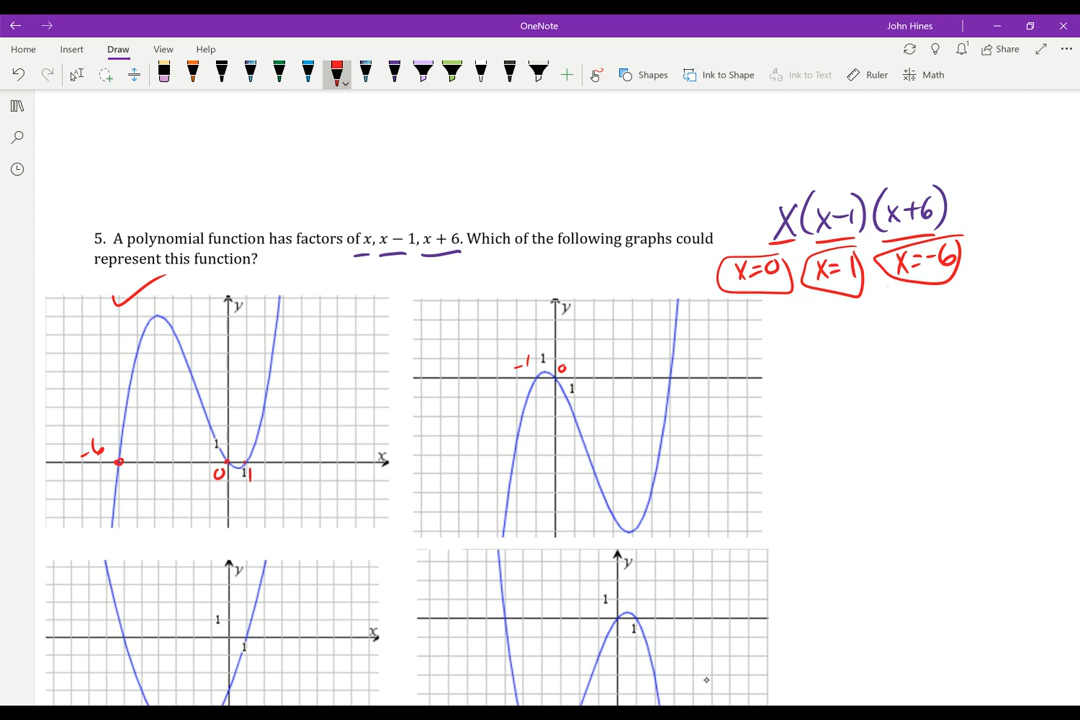 OneNote
John Hines
Home Insert Draw View Help
Share
Shapes Ink to Shape Ink to Text Ruler Math
x(x-1)(x+6)
5. A polynomial function has factors of x, x − 1, x + 6. Which of the following graphs could
represent this function?
x=0 x=1 x=-6
y
y
-1 1 0
1
-6 1 x
0 1 1
y
y
1
1
x
1
1